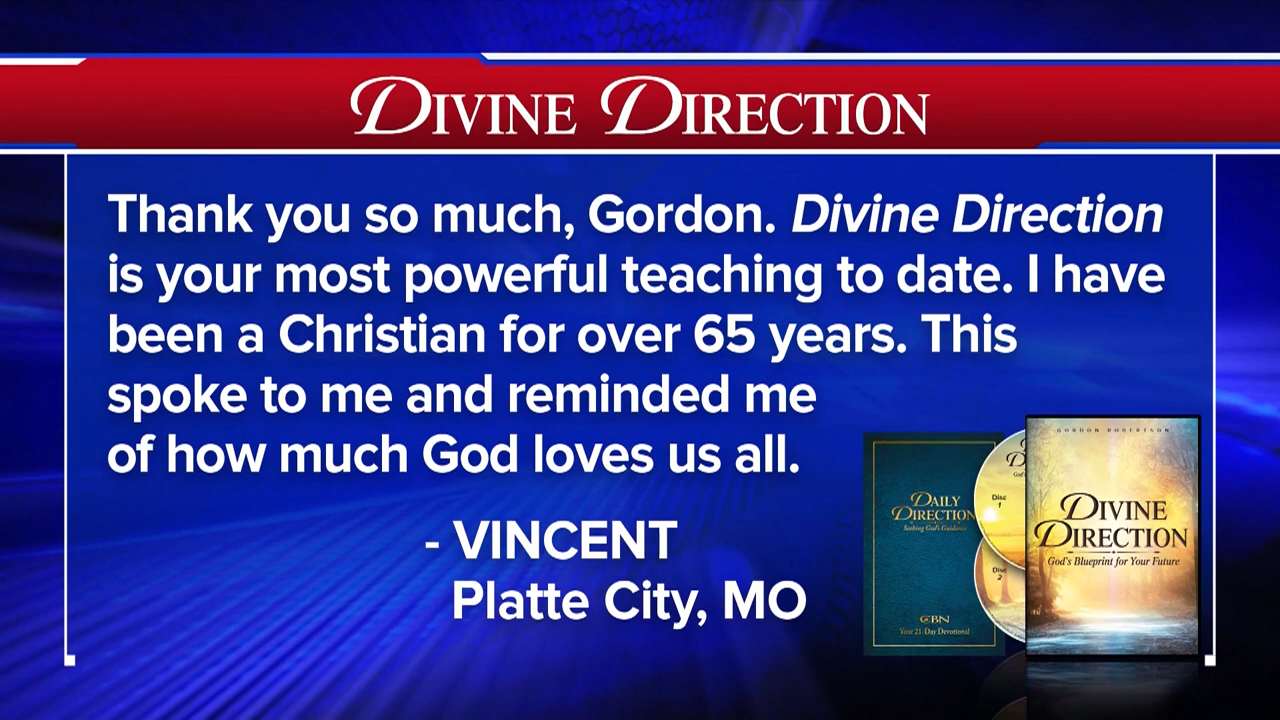 DIVINE DIRECTION
Thank you so much, Gordon. Divine Direction
is your most powerful teaching to date. I have
been a Christian for over 65 years. This
spoke to me and reminded me
of how much God loves us all.
- VINCENT
Platte City, MO
DAILY
DIRECTION
Seeking God's Guidance
CBN
Your 21-Day Devotional
Disc
1
Disc
2
GORDON ROBERTSON
DIVINE
DIRECTION
God's Blueprint for Your Future